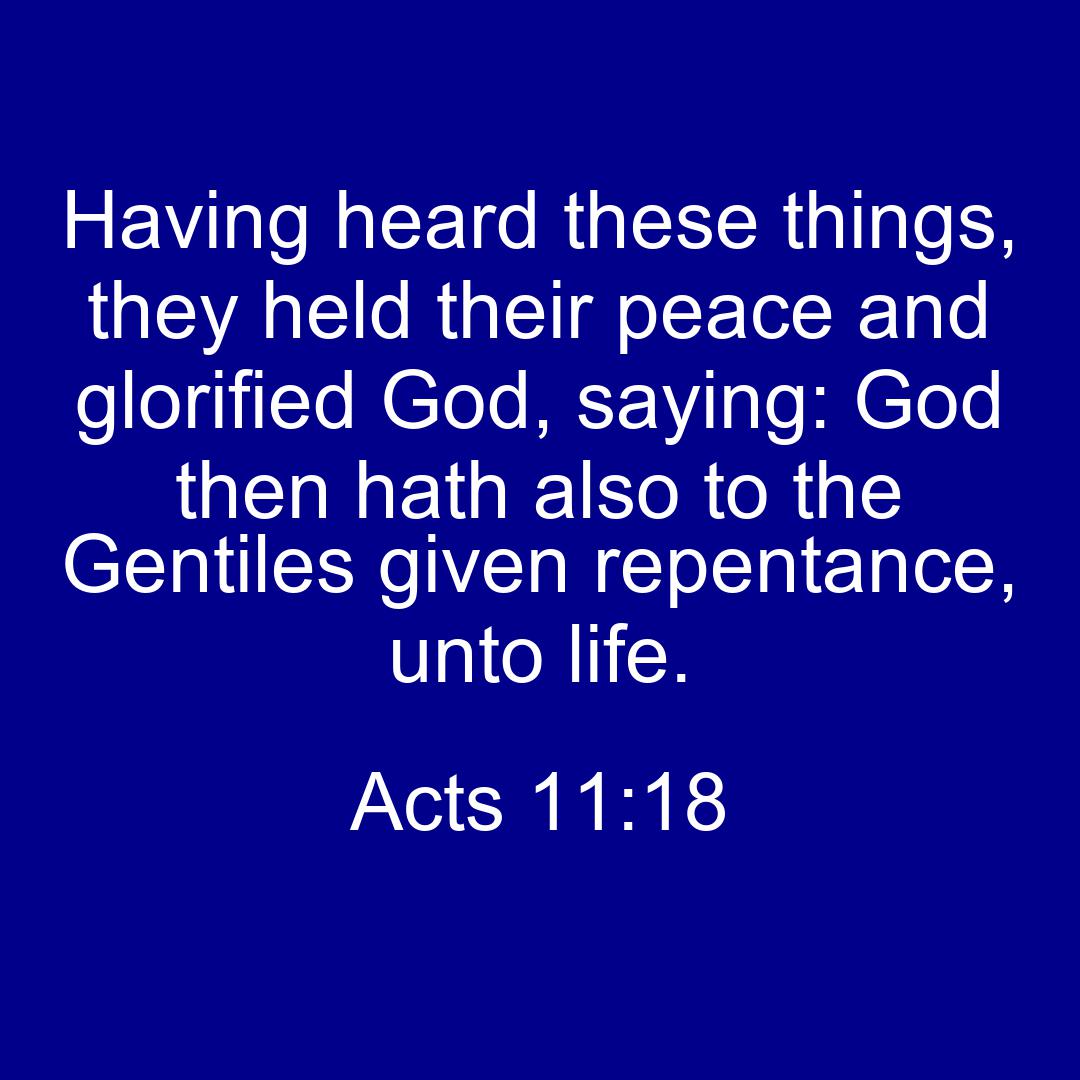 Having heard these things,
they held their peace and
glorified God, saying: God
then hath also to the
Gentiles given repentance,
unto life.
Acts 11:18